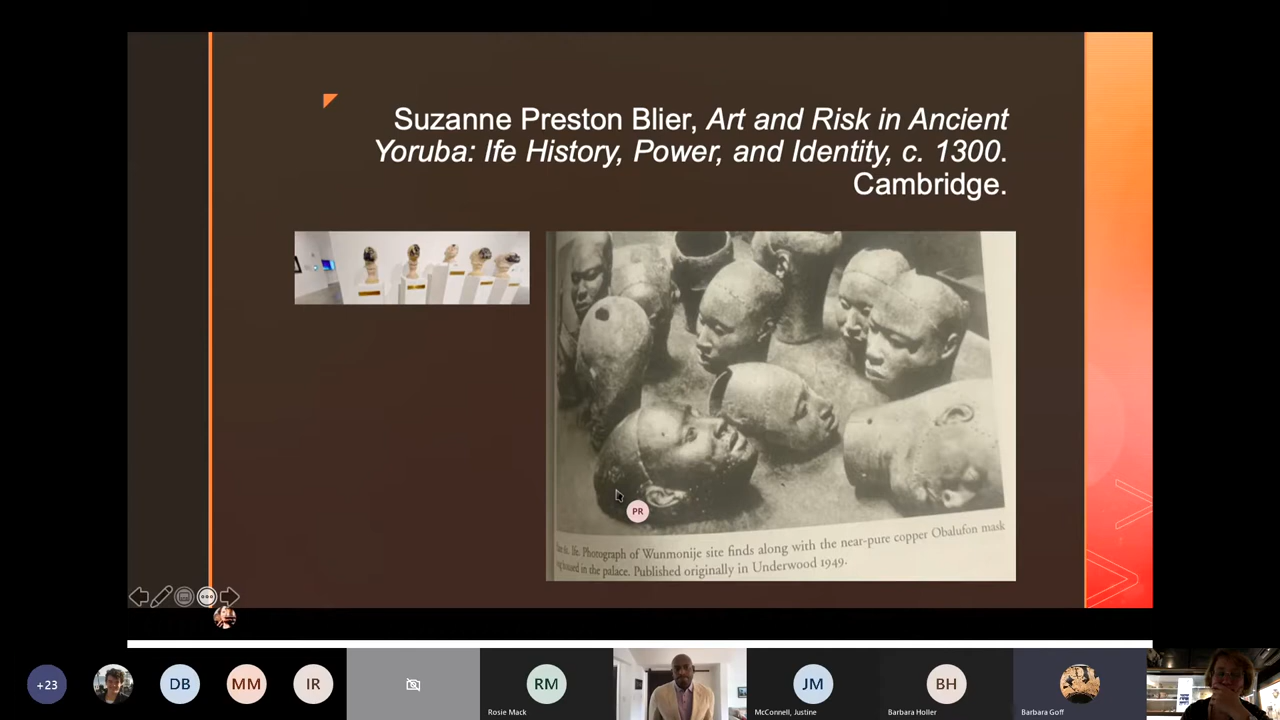 Suzanne Preston Blier, Art and Risk in Ancient
Yoruba: Ife History, Power, and Identity, c. 1300.
Cambridge.
PR
Ife. Photograph of Wunmonije site finds along with the near-pure copper Obalufon mask
in the palace. Published originally in Underwood 1949.
+23
DB
MM
IR
RM
JM
BH
Rosie Mack
McConnell, Justine
Barbara Holler
Barbara Goff